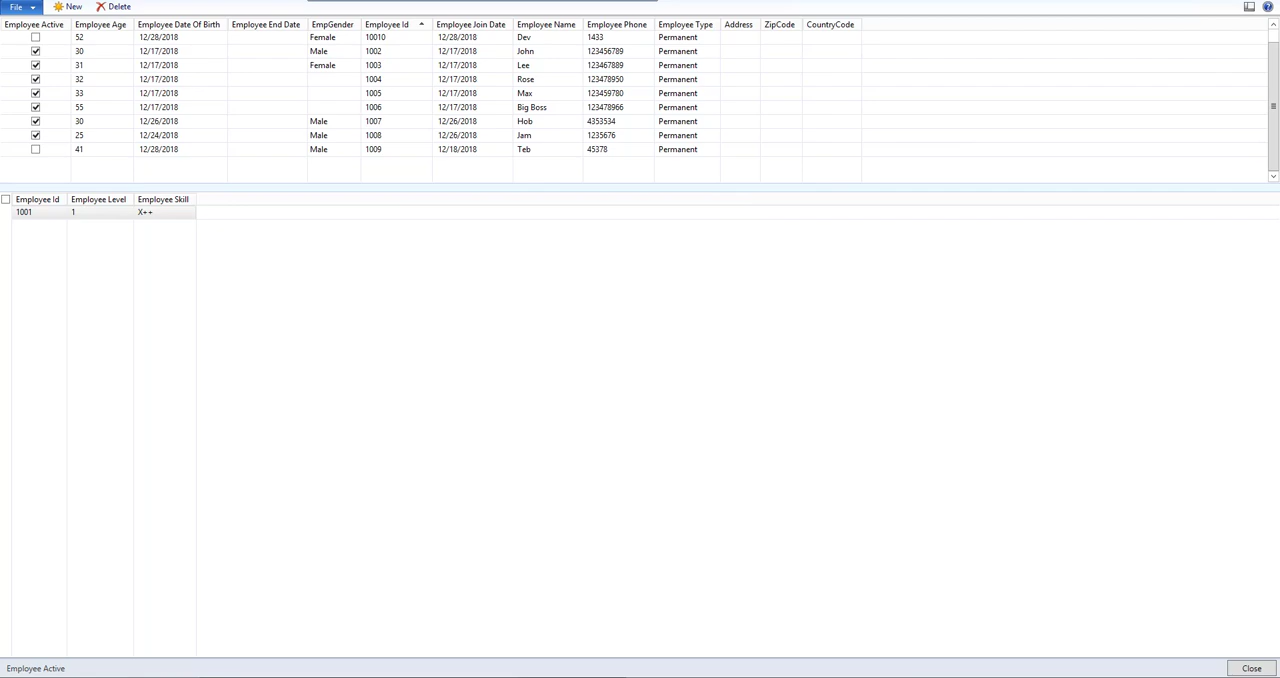 File New Delete
Employee Active Employee Age Employee Date Of Birth Employee End Date EmpGender Employee Id Employee Join Date Employee Name Employee Phone Employee Type Address ZipCode CountryCode
52 12/28/2018 Female 10010 12/28/2018 Dev 1433 Permanent
30 12/17/2018 Male 1002 12/17/2018 John 123456789 Permanent
31 12/17/2018 Female 1003 12/17/2018 Lee 123467889 Permanent
32 12/17/2018 1004 12/17/2018 Rose 123478950 Permanent
33 12/17/2018 1005 12/17/2018 Max 123459780 Permanent
55 12/17/2018 1006 12/17/2018 Big Boss 123478966 Permanent
30 12/26/2018 Male 1007 12/26/2018 Hob 4353534 Permanent
25 12/24/2018 Male 1008 12/26/2018 Jam 1235676 Permanent
41 12/28/2018 Male 1009 12/18/2018 Teb 45378 Permanent
Employee Id Employee Level Employee Skill
1001 1 X++
Employee Active Close